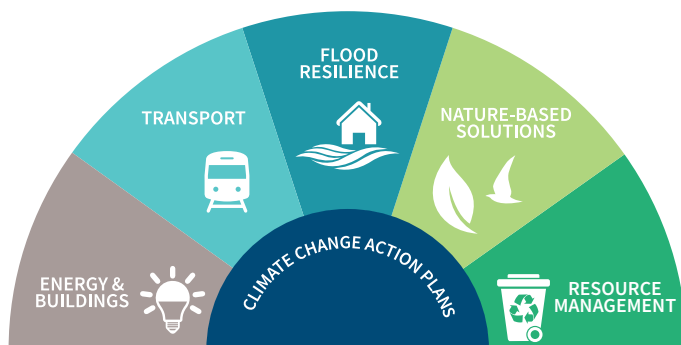 FLOOD
RESILIENCE
TRANSPORT
NATURE-BASED
SOLUTIONS
ENERGY &
BUILDINGS
CLIMATE CHANGE ACTION PLANS
RESOURCE
MANAGEMENT